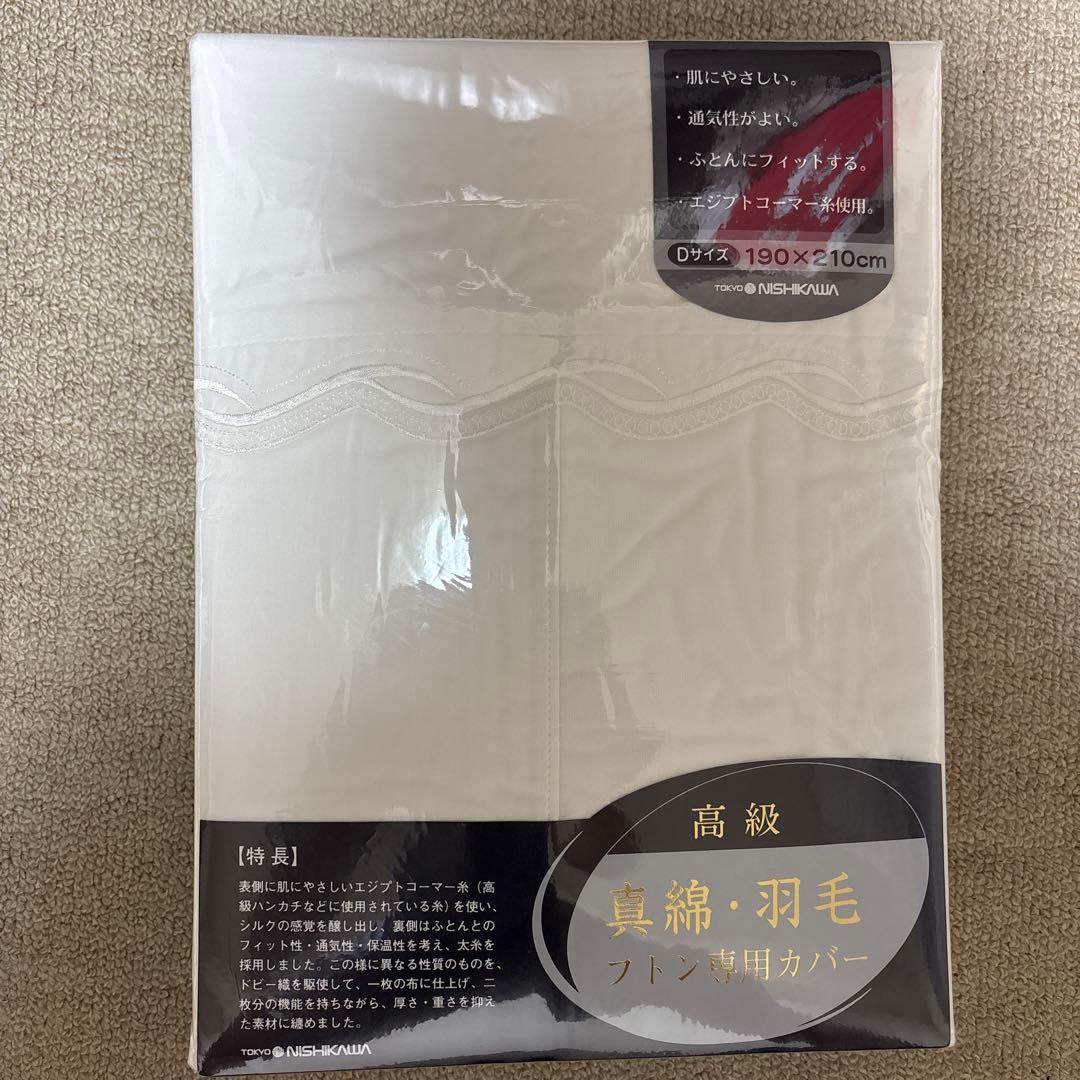 ・肌にやさしい。
・通気性がよい。
・ふとんにフィットする。
・エジプトコーマー糸使用。
Dサイズ 190×210cm
TOKYO NISHIKAWA
高級
真綿・羽毛
フトン専用カバー
【特長】
表側に肌にやさしいエジプトコーマー糸（高
級ハンカチなどに使用されている糸）を使い、
シルクの感覚を醸し出し、裏側はふとんとの
フィット性・通気性・保温性を考え、太糸を
採用しました。この様に異なる性質のものを、
ドビー織を駆使して、一枚の布に仕上げ、二
枚分の機能を持ちながら、厚さ・重さを抑え
た素材に纏めました。
TOKYO NISHIKAWA